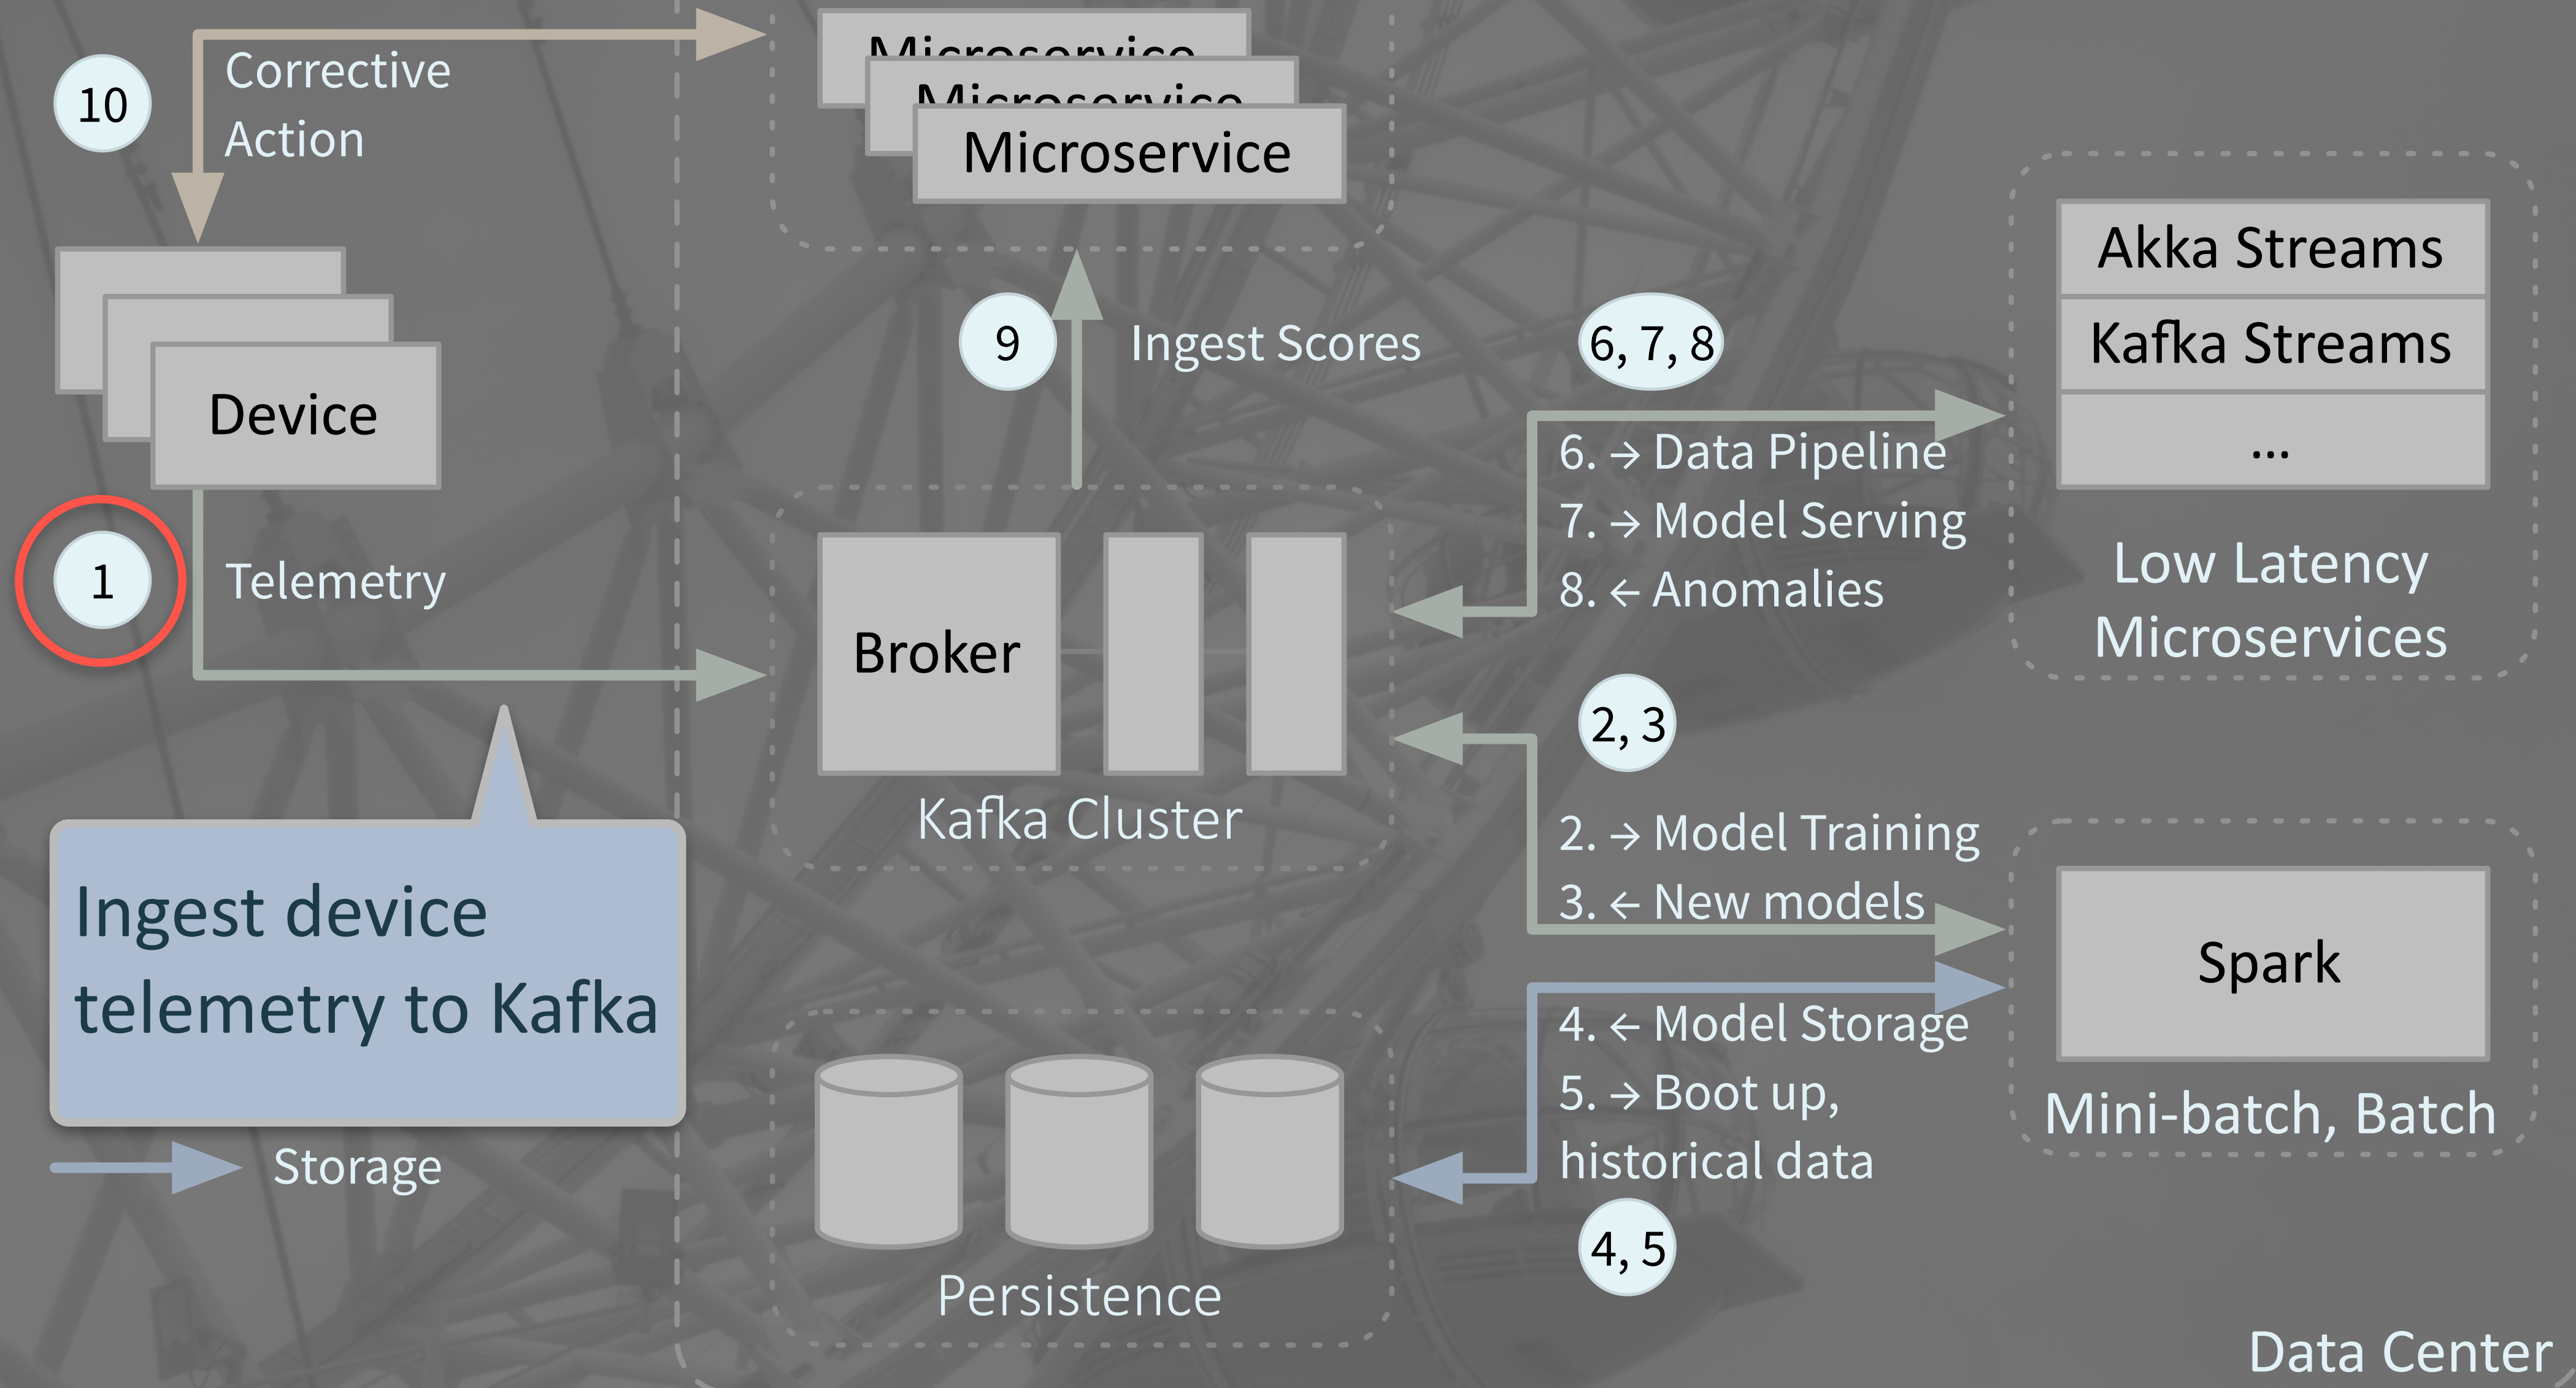 10
Corrective
Action
Microservice
Microservice
Microservice
Device
1
Telemetry
Ingest device
telemetry to Kafka
Storage
9
Ingest Scores
Broker
Kafka Cluster
Persistence
6, 7, 8
6. → Data Pipeline
7. → Model Serving
8. ← Anomalies
2, 3
2. → Model Training
3. ← New models
4. ← Model Storage
5. → Boot up,
historical data
4, 5
Akka Streams
Kafka Streams
...
Low Latency
Microservices
Spark
Mini-batch, Batch
Data Center